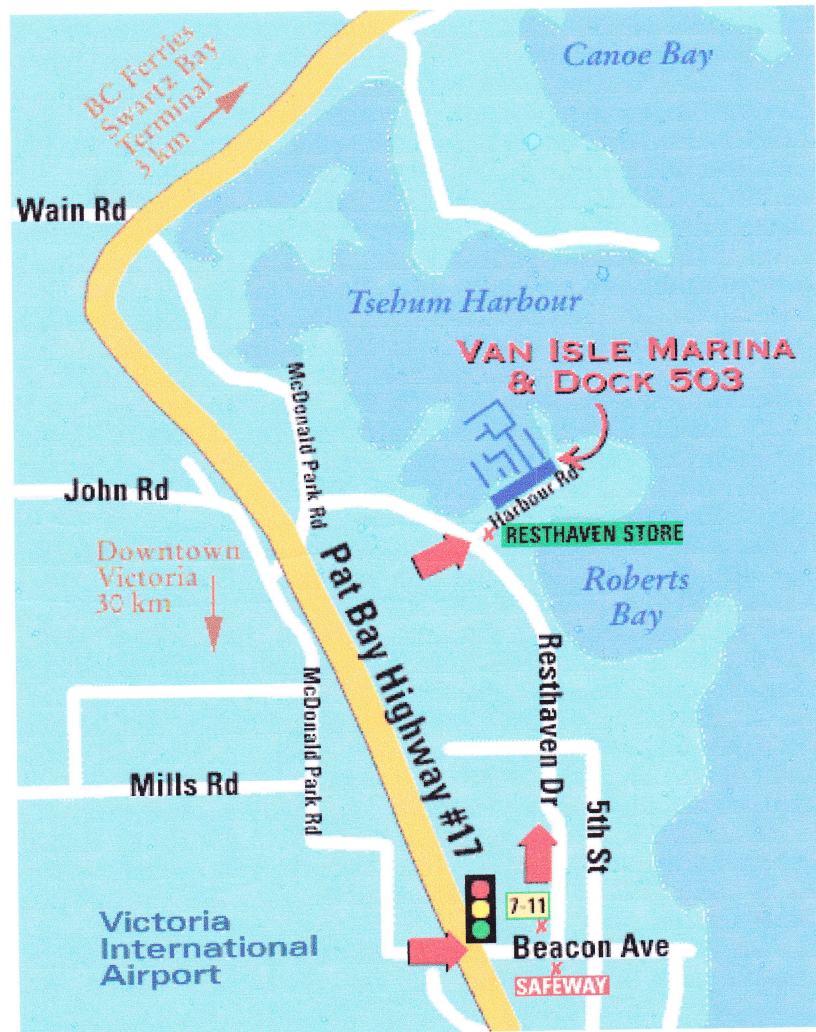 Canoe Bay
BC Ferries
Swartz Bay
Terminal
3 km
Wain Rd
Tsehum Harbour
VAN ISLE MARINA
& DOCK 503
McDonald Park Rd
John Rd
Harbour Rd
RESTHAVEN STORE
Downtown
Victoria
30 km
Pat Bay Highway #17
Roberts
Bay
Resthaven Dr
McDonald Park Rd
Mills Rd
5th St
7-11
Victoria
International
Airport
Beacon Ave
SAFEWAY